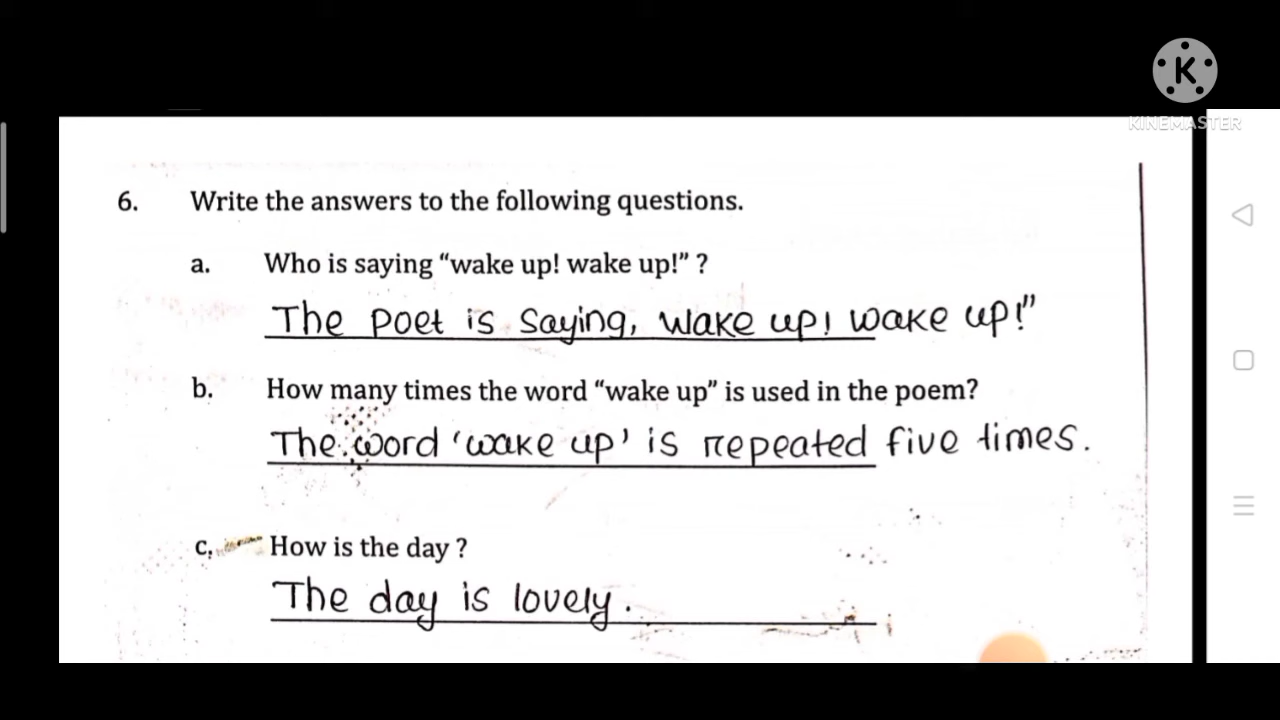 K
KINEMASTER
6. Write the answers to the following questions.
a. Who is saying “wake up! wake up!” ?
The poet is saying, wake up! wake up!”
b. How many times the word “wake up” is used in the poem?
The word ‘wake up’ is repeated five times.
c. How is the day ?
The day is lovely.